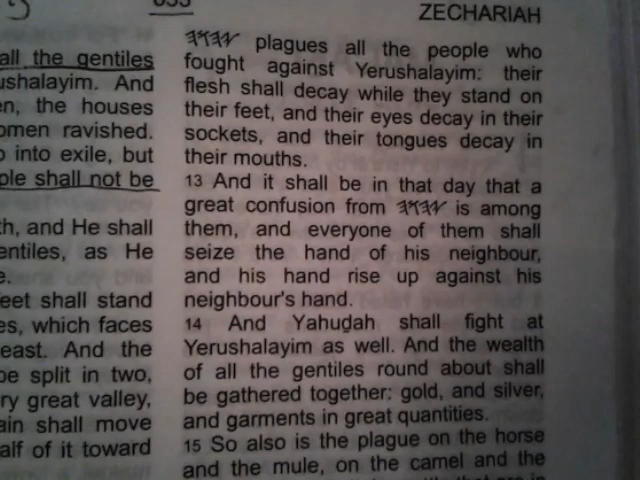 ZECHARIAH
all the gentiles
ushalayim. And
en, the houses
omen ravished.
o into exile, but
ple shall not be
th, and He shall
entiles, as He
e.
feet shall stand
es, which faces
east. And the
be split in two,
ry great valley,
ain shall move
alf of it toward
𐤉𐤄𐤅𐤄 plagues all the people who
fought against Yerushalayim: their
flesh shall decay while they stand on
their feet, and their eyes decay in their
sockets, and their tongues decay in
their mouths.
13 And it shall be in that day that a
great confusion from 𐤉𐤄𐤅𐤄 is among
them, and everyone of them shall
seize the hand of his neighbour,
and his hand rise up against his
neighbour's hand.
14 And Yahuḏah shall fight at
Yerushalayim as well. And the wealth
of all the gentiles round about shall
be gathered together: gold, and silver,
and garments in great quantities.
15 So also is the plague on the horse
and the mule, on the camel and the